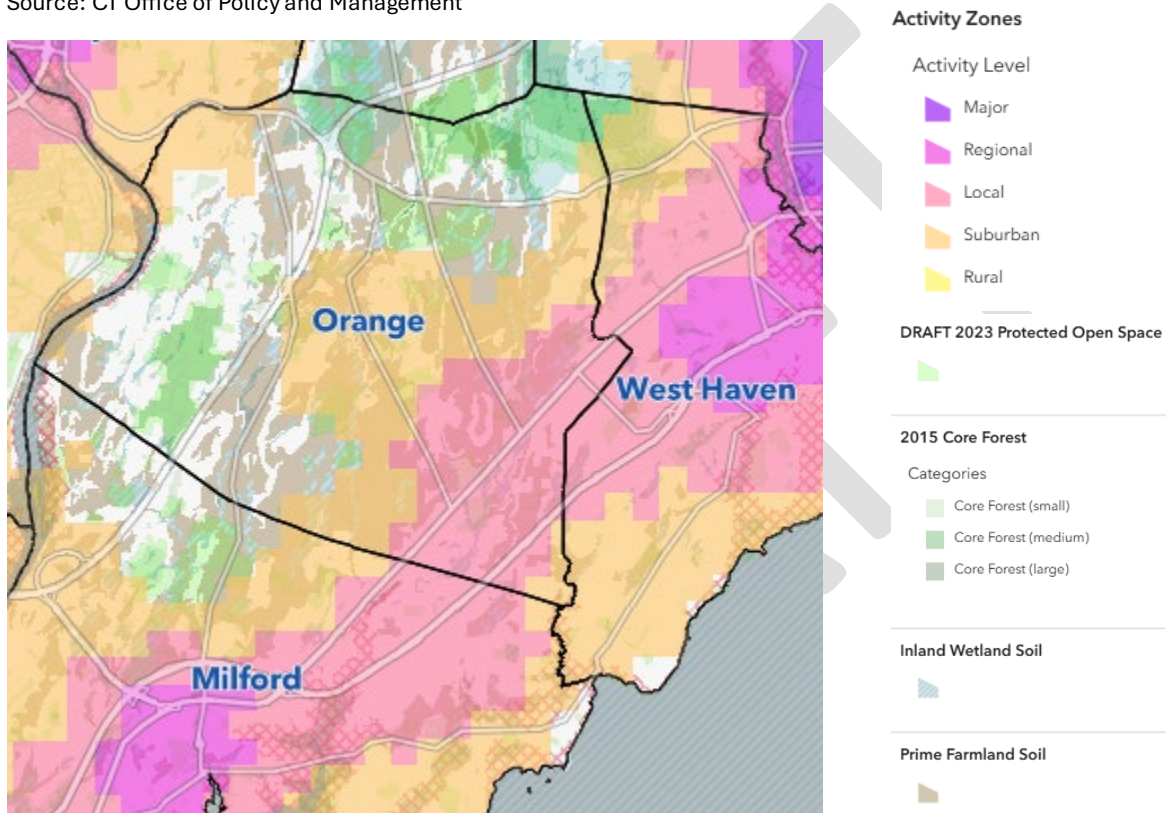 Source: CT Office of Policy and Management
Orange
West Haven
Milford
Activity Zones
Activity Level
Major
Regional
Local
Suburban
Rural
DRAFT 2023 Protected Open Space
2015 Core Forest
Categories
Core Forest (small)
Core Forest (medium)
Core Forest (large)
Inland Wetland Soil
Prime Farmland Soil